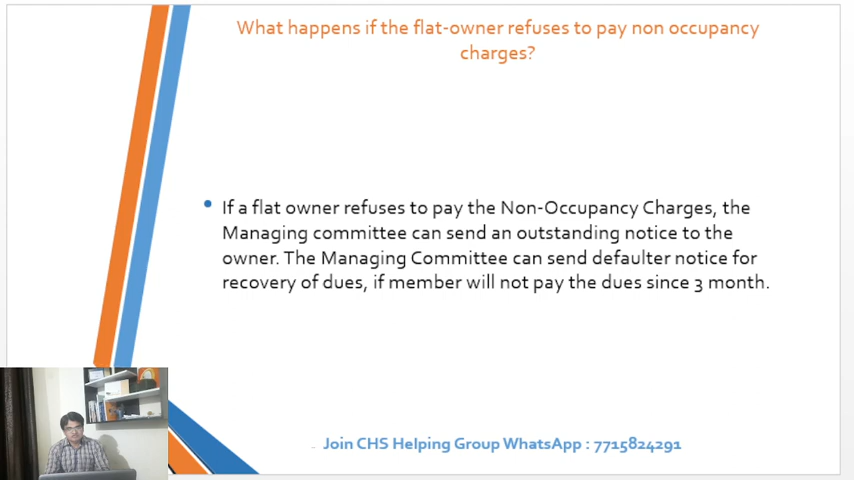 What happens if the flat-owner refuses to pay non occupancy
charges?
If a flat owner refuses to pay the Non-Occupancy Charges, the
Managing committee can send an outstanding notice to the
owner. The Managing Committee can send defaulter notice for
recovery of dues, if member will not pay the dues since 3 month.
Join CHS Helping Group WhatsApp : 7715824291